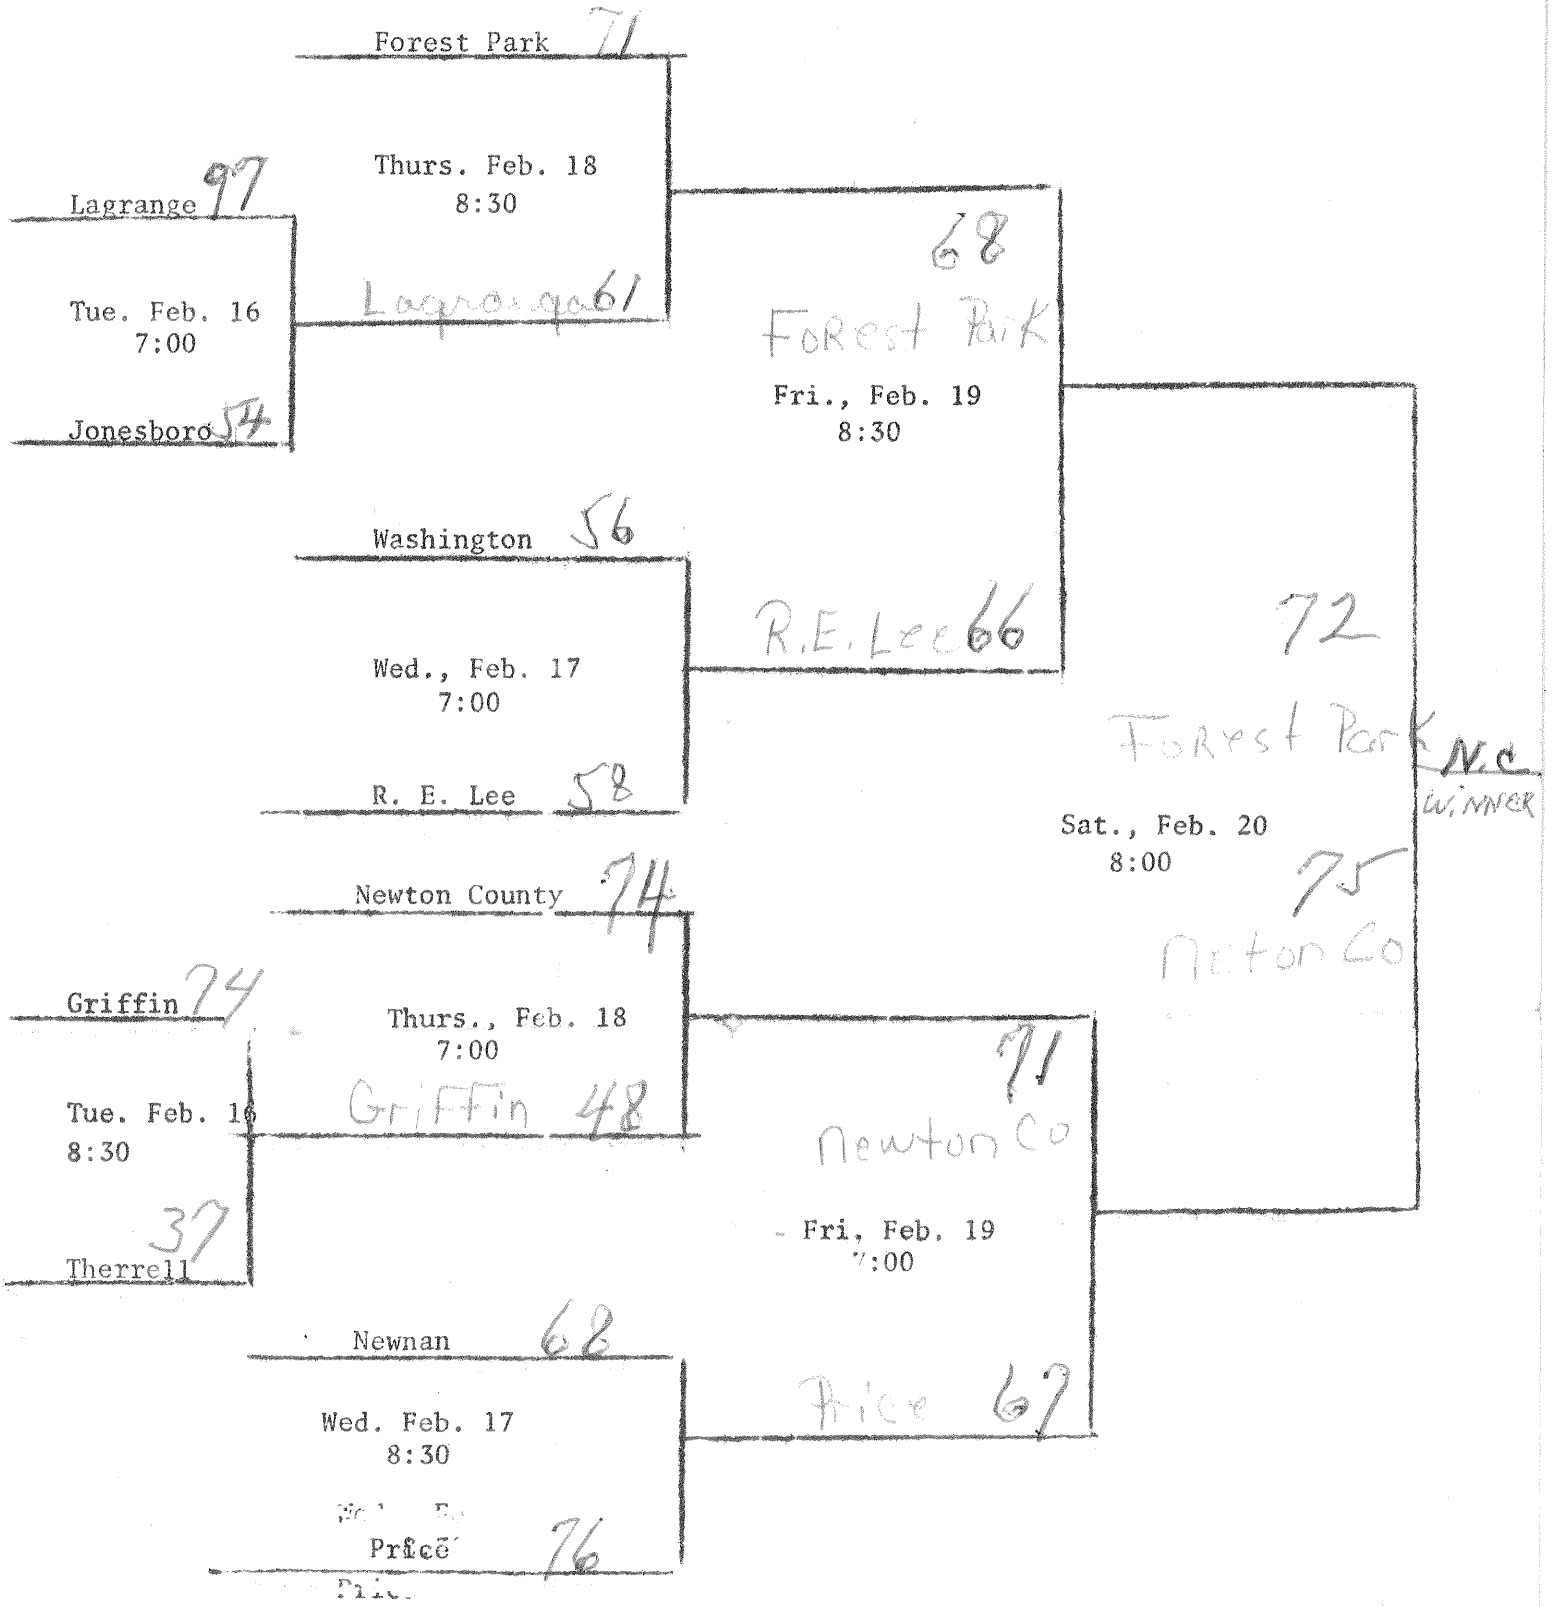 Forest Park 71
Thurs. Feb. 18
8:30
Lagrange 97
Tue. Feb. 16
7:00
61
Jonesboro 54
68
Forest Park
Fri., Feb. 19
8:30
Washington 56
Wed., Feb. 17
7:00
R.E. Lee 66
R. E. Lee 58
72
Forest Park
N.C
WINNER
Sat., Feb. 20
8:00
75
Co
Newton County 74
Griffin 74
Thurs., Feb. 18
7:00
Tue. Feb. 16
8:30
Griffin 48
37
Therrell
71
Newton Co
Fri, Feb. 19
7:00
Newnan 68
Wed. Feb. 17
8:30
Price 67
Price 76